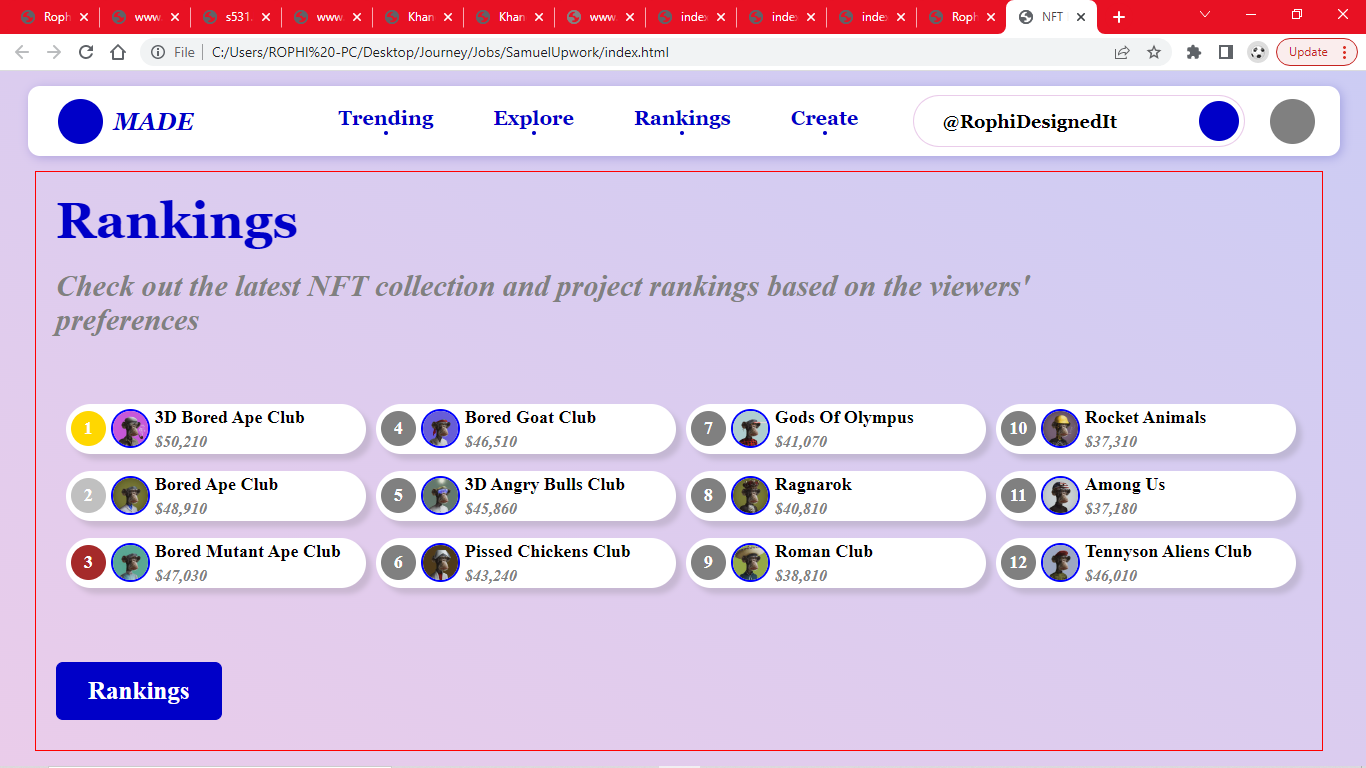 Roph
www.
s531.
www.
Khan
Khan
www.
index
index
index
Roph
NFT
File
C:/Users/ROPHI%20-PC/Desktop/Journey/Jobs/SamuelUpwork/index.html
Update
MADE
Trending
Explore
Rankings
Create
@RophiDesignedIt
Rankings
Check out the latest NFT collection and project rankings based on the viewers'
preferences
1
3D Bored Ape Club
$50,210
2
Bored Ape Club
$48,910
3
Bored Mutant Ape Club
$47,030
4
Bored Goat Club
$46,510
5
3D Angry Bulls Club
$45,860
6
Pissed Chickens Club
$43,240
7
Gods Of Olympus
$41,070
8
Ragnarok
$40,810
9
Roman Club
$38,810
10
Rocket Animals
$37,310
11
Among Us
$37,180
12
Tennyson Aliens Club
$46,010
Rankings